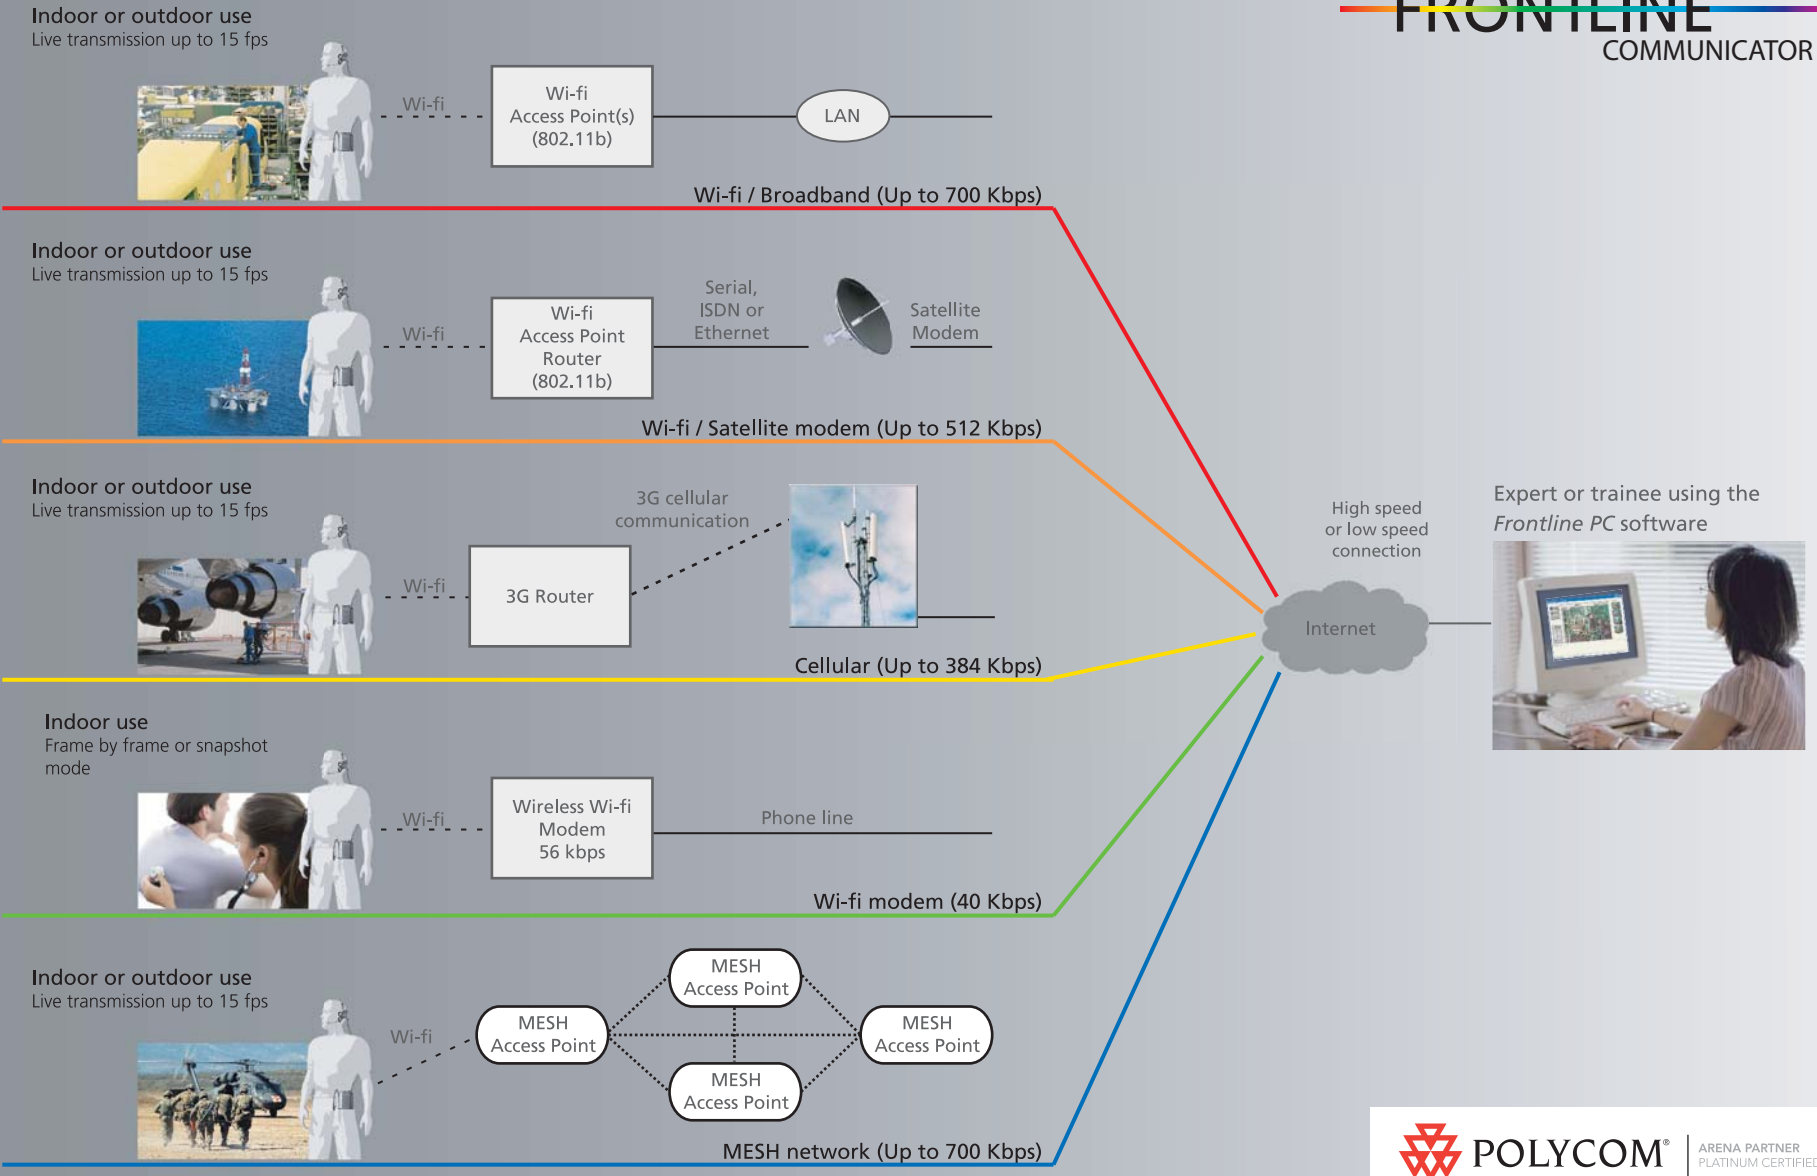 FRONTLINE
COMMUNICATOR
Indoor or outdoor use
Live transmission up to 15 fps
Wi-fi
Wi-fi
Access Point(s)
(802.11b)
LAN
Wi-fi / Broadband (Up to 700 Kbps)
Indoor or outdoor use
Live transmission up to 15 fps
Wi-fi
Wi-fi
Access Point
Router
(802.11b)
Serial,
ISDN or
Ethernet
Satellite
Modem
Wi-fi / Satellite modem (Up to 512 Kbps)
Indoor or outdoor use
Live transmission up to 15 fps
Wi-fi
3G Router
3G cellular
communication
Cellular (Up to 384 Kbps)
Indoor use
Frame by frame or snapshot
mode
Wi-fi
Wireless Wi-fi
Modem
56 kbps
Phone line
Wi-fi modem (40 Kbps)
Indoor or outdoor use
Live transmission up to 15 fps
Wi-fi
MESH
Access Point
MESH
Access Point
MESH
Access Point
MESH
Access Point
MESH network (Up to 700 Kbps)
High speed
or low speed
connection
Internet
Expert or trainee using the
Frontline PC software
POLYCOM®
ARENA PARTNER
PLATINUM CERTIFIED